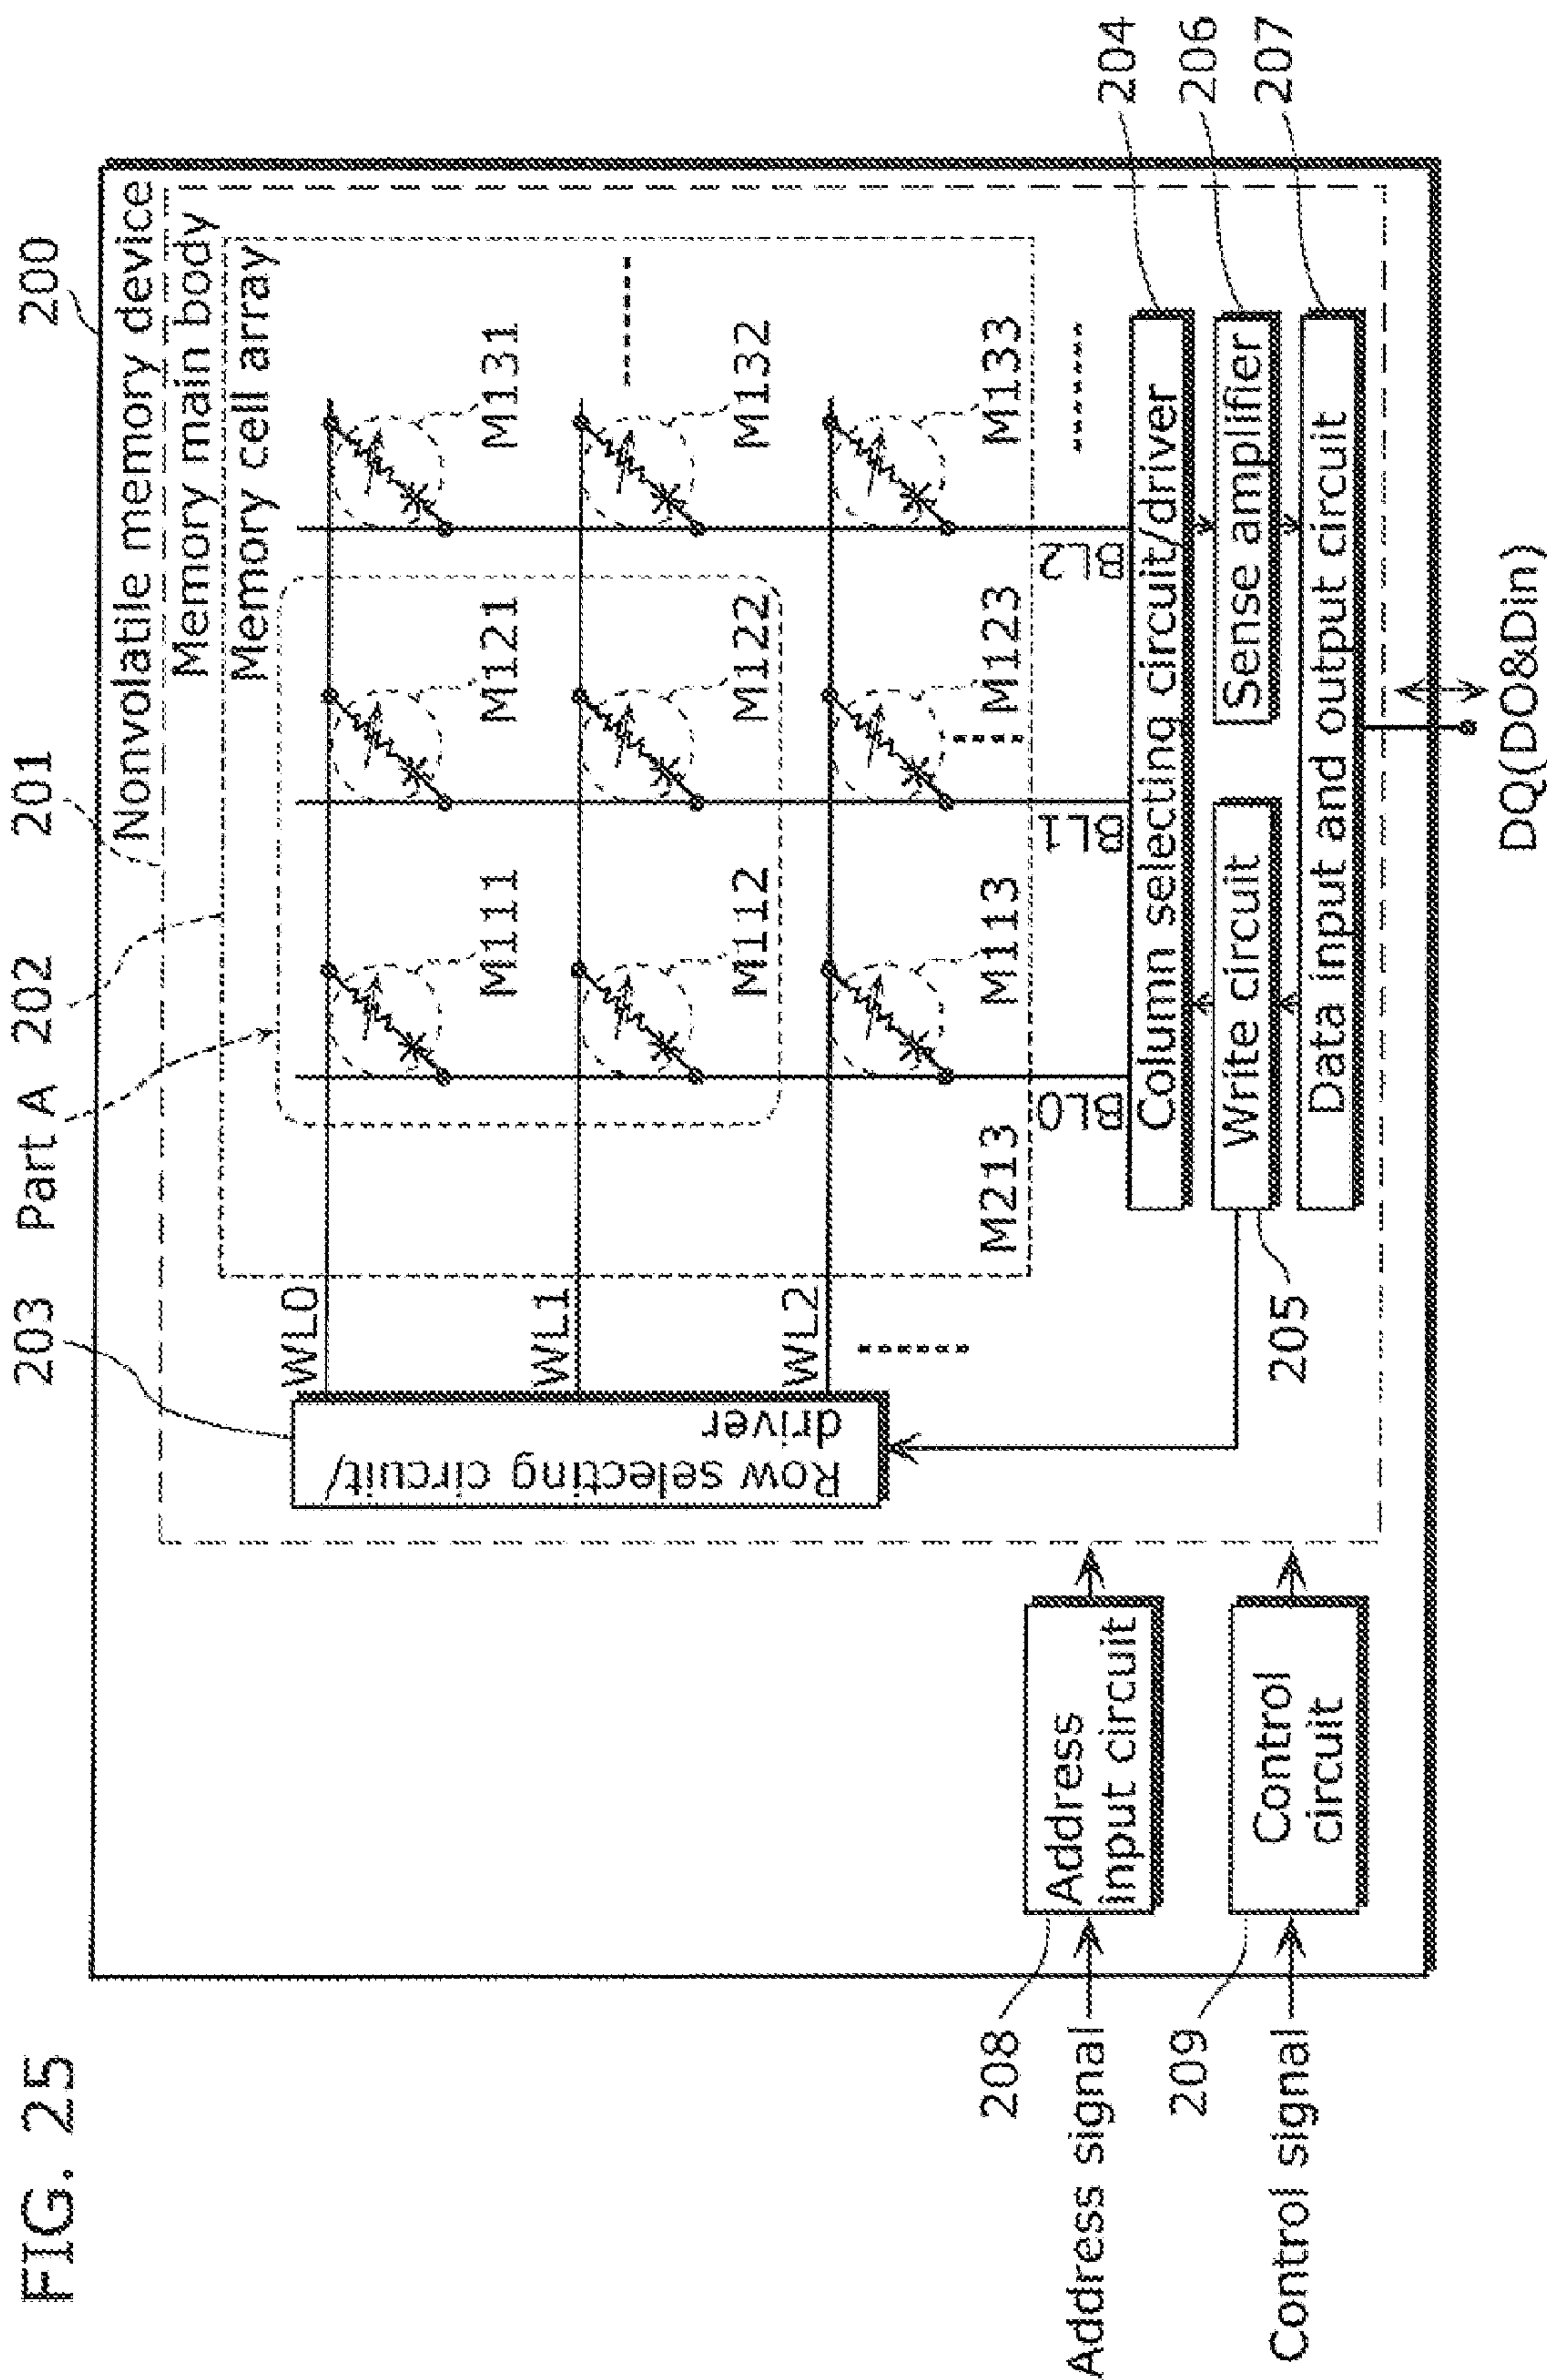 FIG. 25
203
Part A
202
201
200
Nonvolatile memory device
Memory main body
Memory cell array
WL0
M111
M121
M131
WL1
M112
M122
M132
WL2
M213
M113
M123
M133
BL0
BL1
BL2
Row selecting circuit/
driver
Column selecting circuit/driver
204
Write circuit
Sense amplifier
206
205
Data input and output circuit
207
208
Address
input circuit
Address signal
209
Control
circuit
Control signal
DQ(DO&Din)